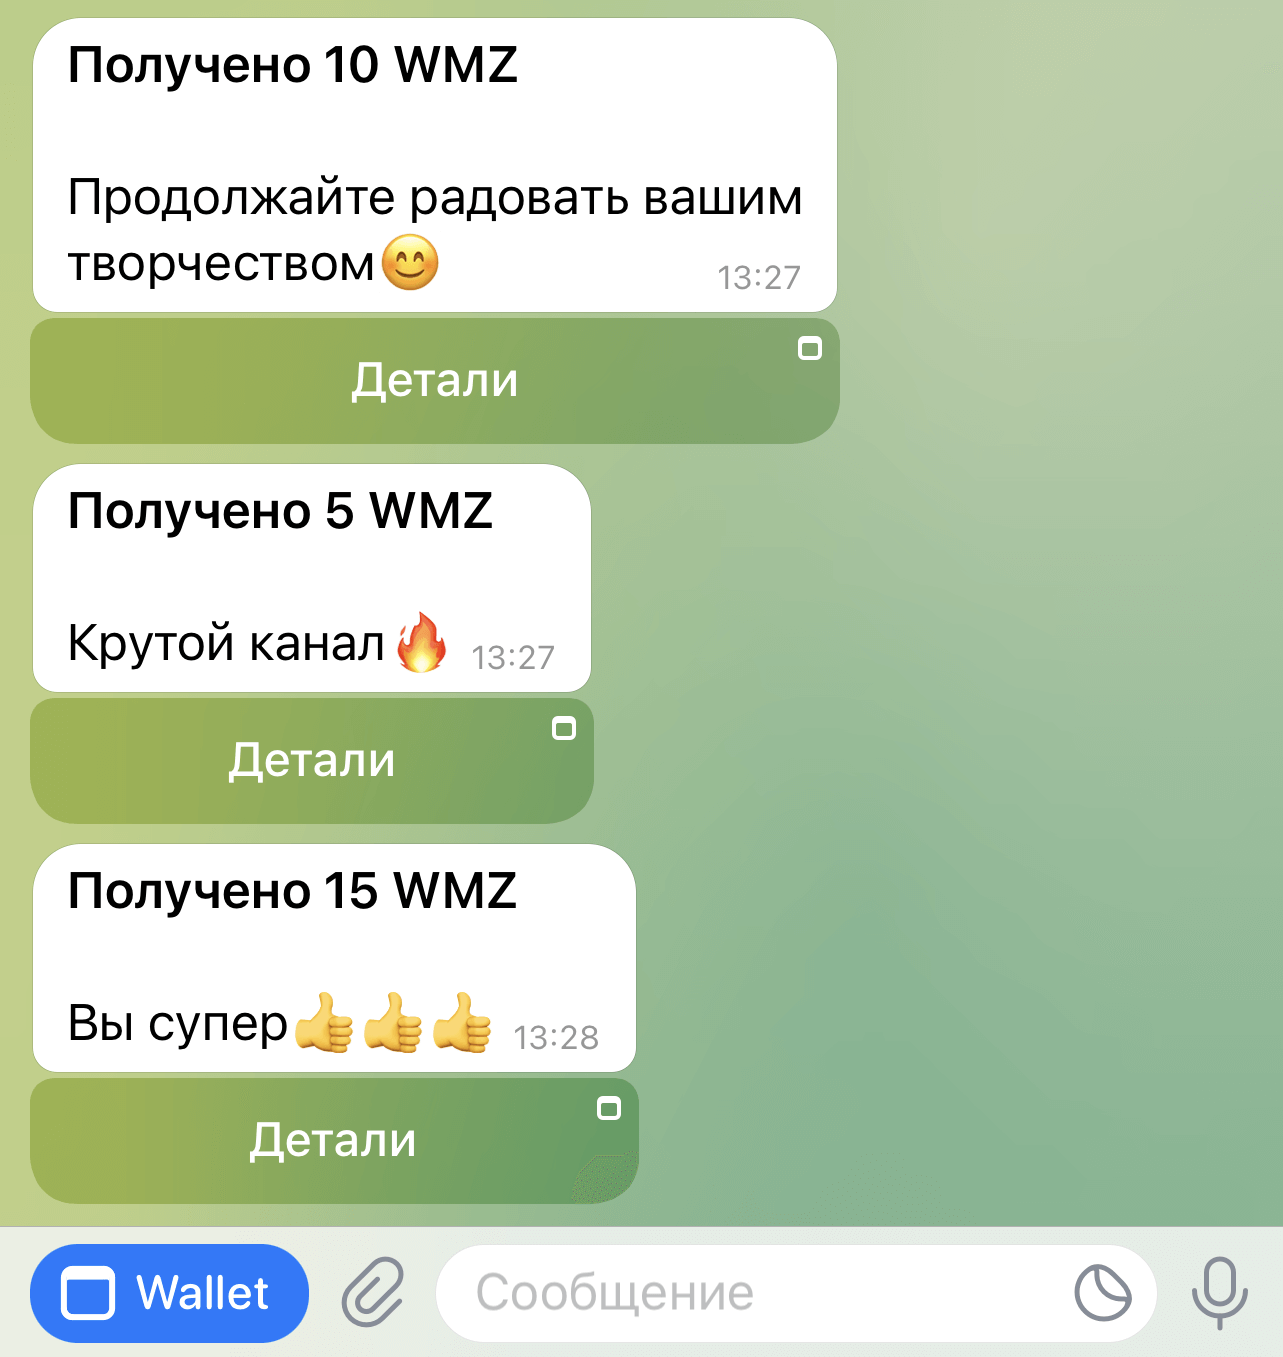 Получено 10 WMZ
Продолжайте радовать вашим
творчеством😊
13:27
Детали
Получено 5 WMZ
Крутой канал🔥 13:27
Детали
Получено 15 WMZ
Вы супер👍👍👍 13:28
Детали
Wallet
Сообщение